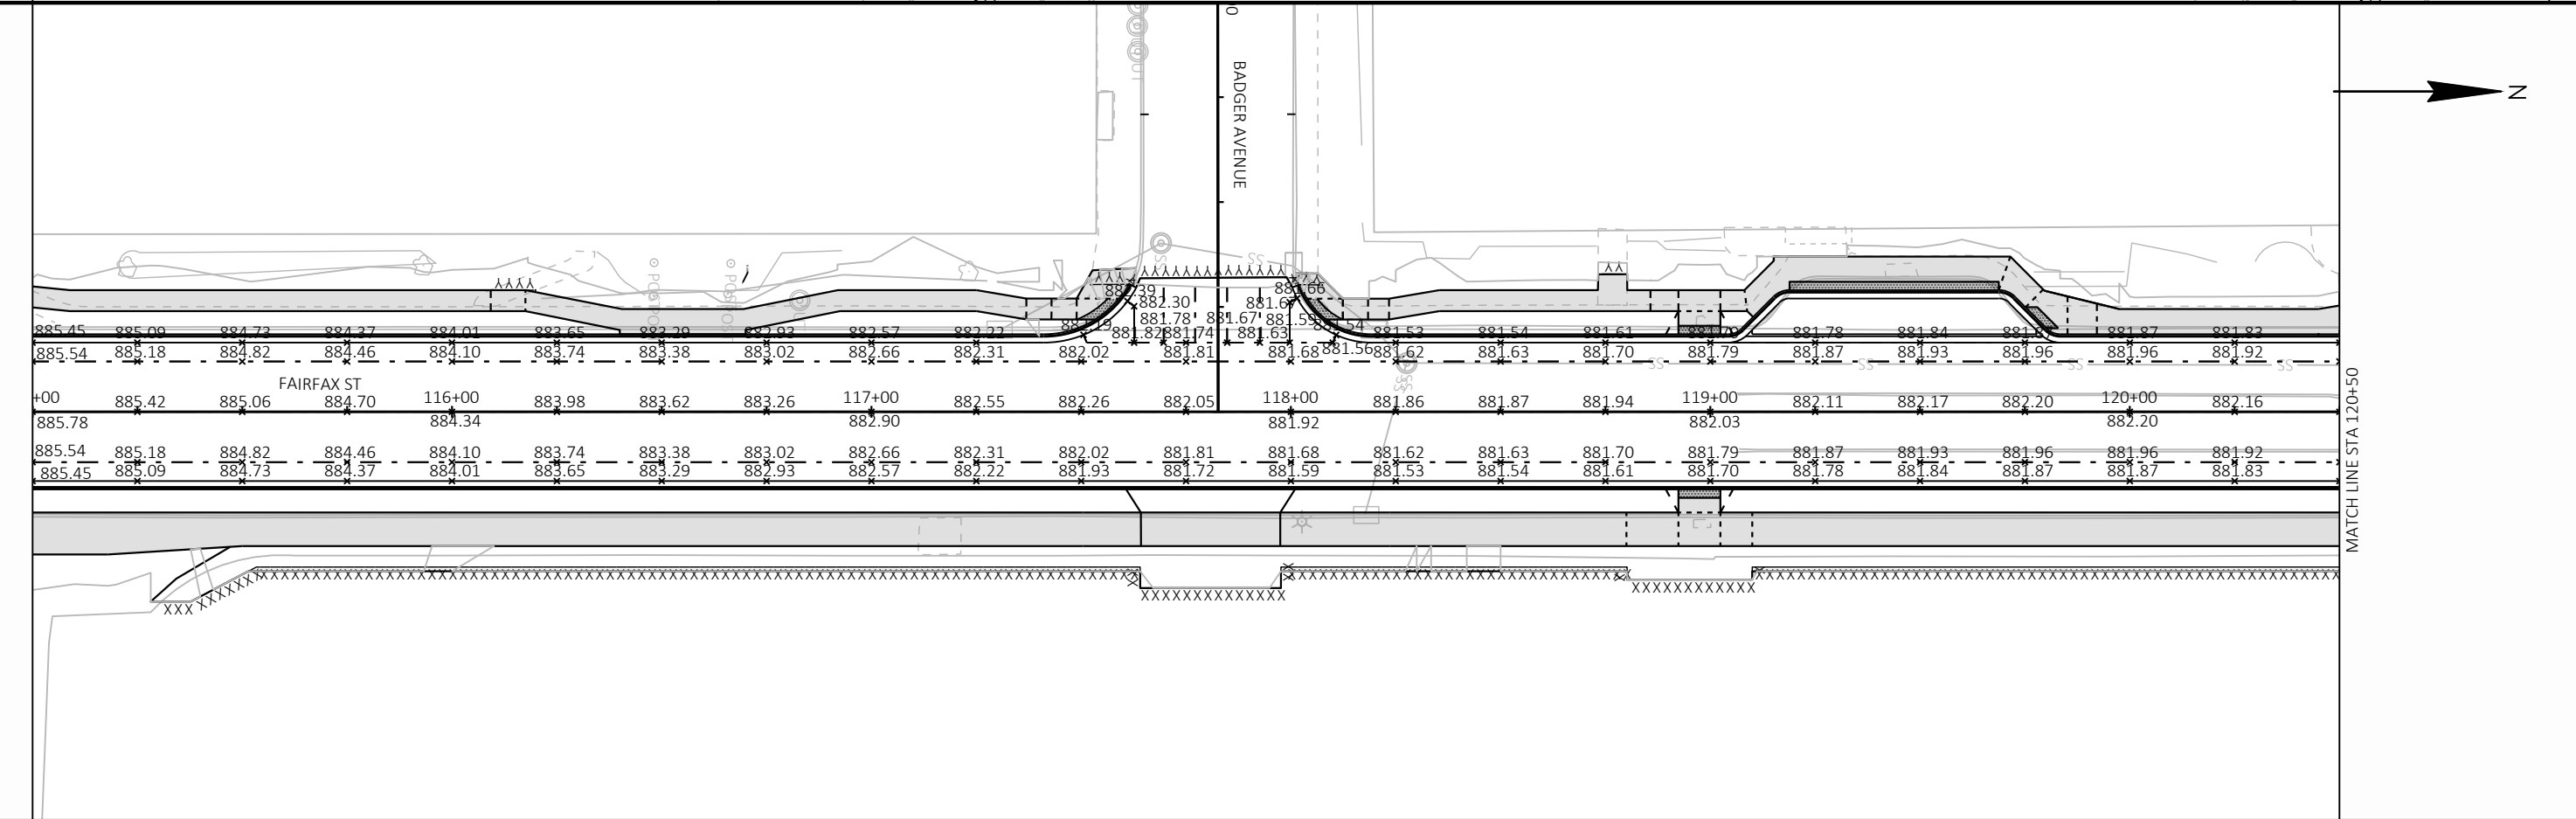 BADGER AVENUE
N
882.30
881.78
881.67
881.82
881.74
881.63
885.45 885.09 884.73 884.37 884.01 883.65 883.29 882.93 882.57 882.22 881.53 881.54 881.61 881.70 881.78 881.84 881.87 881.83
885.54 885.18 884.82 884.46 884.10 883.74 883.38 883.02 882.66 882.31 882.02 881.81 881.68 881.56 881.62 881.63 881.70 881.79 881.87 881.93 881.96 881.96 881.92
FAIRFAX ST
+00 885.42 885.06 884.70 116+00 883.98 883.62 883.26 117+00 882.55 882.26 882.05 118+00 881.86 881.87 881.94 119+00 882.11 882.17 882.20 120+00 882.16
885.78 884.34 882.90 881.92 882.03 882.20
885.54 885.18 884.82 884.46 884.10 883.74 883.38 883.02 882.66 882.31 882.02 881.81 881.68 881.62 881.63 881.70 881.79 881.87 881.93 881.96 881.96 881.92
885.45 885.09 884.73 884.37 884.01 883.65 883.29 882.93 882.57 882.22 881.93 881.72 881.59 881.53 881.54 881.61 881.70 881.78 881.84 881.87 881.87 881.83
MATCH LINE STA 120+50
SS
SS
SS
SS
SS